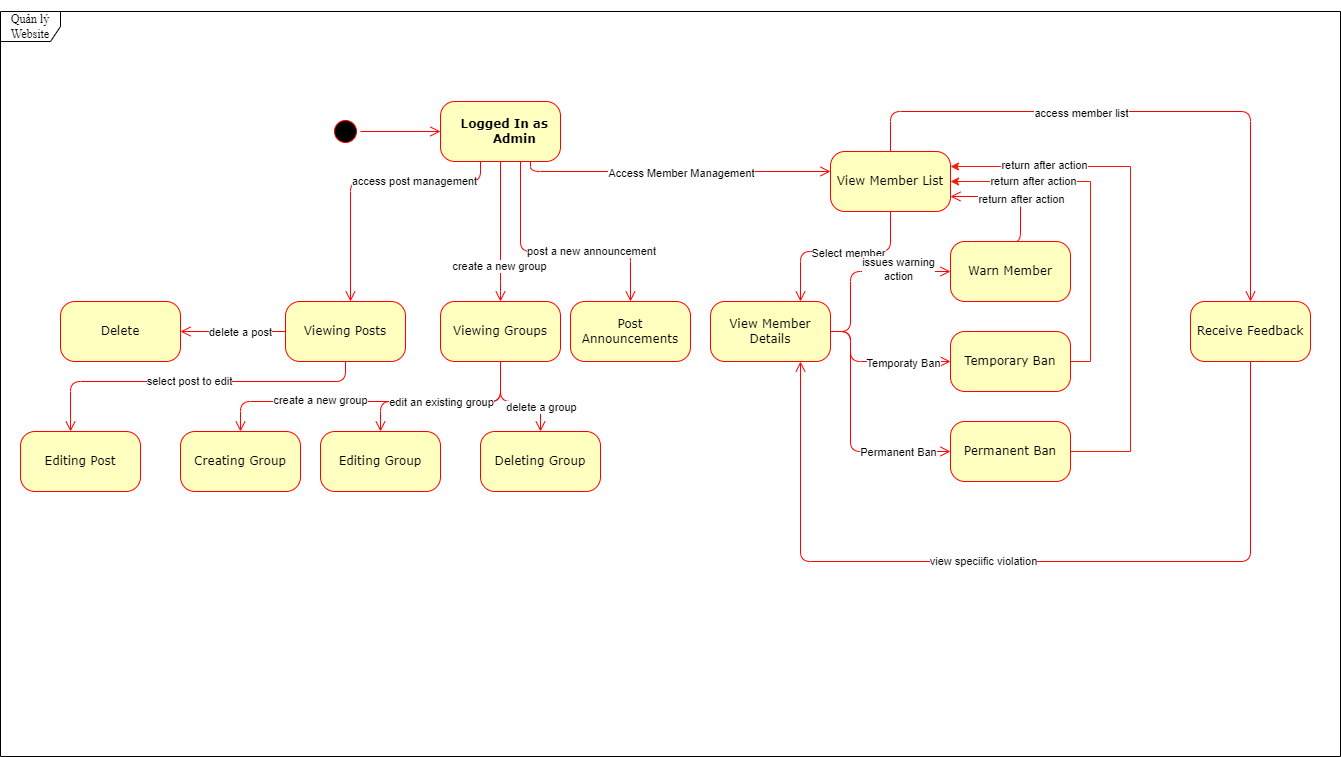 Quản lý
Website
Logged In as
Admin
access member list
return after action
access post management
Access Member Management
View Member List
return after action
return after action
post a new announcement
Select member
create a new group
issues warning
action
Warn Member
Delete
delete a post
Viewing Posts
Viewing Groups
Post
Announcements
View Member
Details
Receive Feedback
Temporaty Ban
Temporary Ban
select post to edit
create a new group
edit an existing group
delete a group
Permanent Ban
Permanent Ban
Editing Post
Creating Group
Editing Group
Deleting Group
view speciific violation